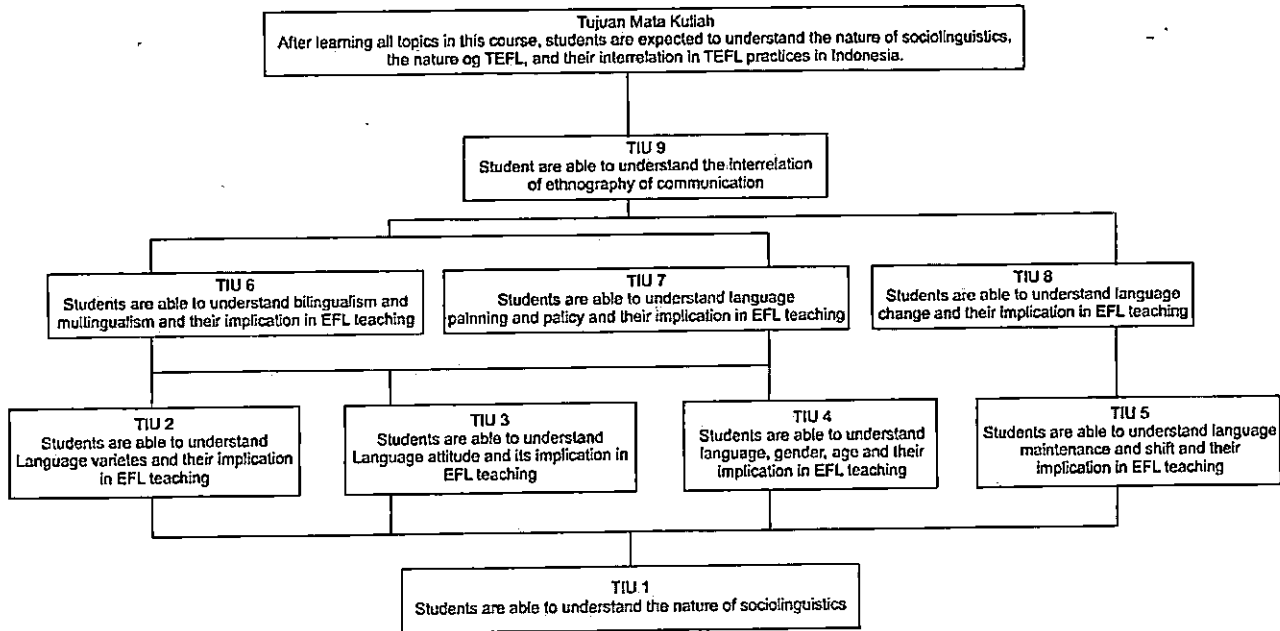 Tujuan Mata Kuliah
After learning all topics in this course, students are expected to understand the nature of sociolinguistics,
the nature og TEFL, and their interrelation in TEFL practices in Indonesia.
TIU 9
Student are able to understand the interrelation
of ethnography of communication
TIU 6
Students are able to understand bilingualism and
mullingualism and their implication in EFL teaching
TIU 7
Students are able to understand language
painning and policy and their implication in EFL teaching
TIU 8
Students are able to understand language
change and their implication in EFL teaching
TIU 2
Students are able to understand
Language varietes and their implication
in EFL teaching
TIU 3
Students are able to understand
Language attitude and its implication in
EFL teaching
TIU 4
Students are able to understand
language, gender, age and their
implication in EFL teaching
TIU 5
Students are able to understand language
maintenance and shift and their
implication in EFL teaching
TIU 1
Students are able to understand the nature of sociolinguistics